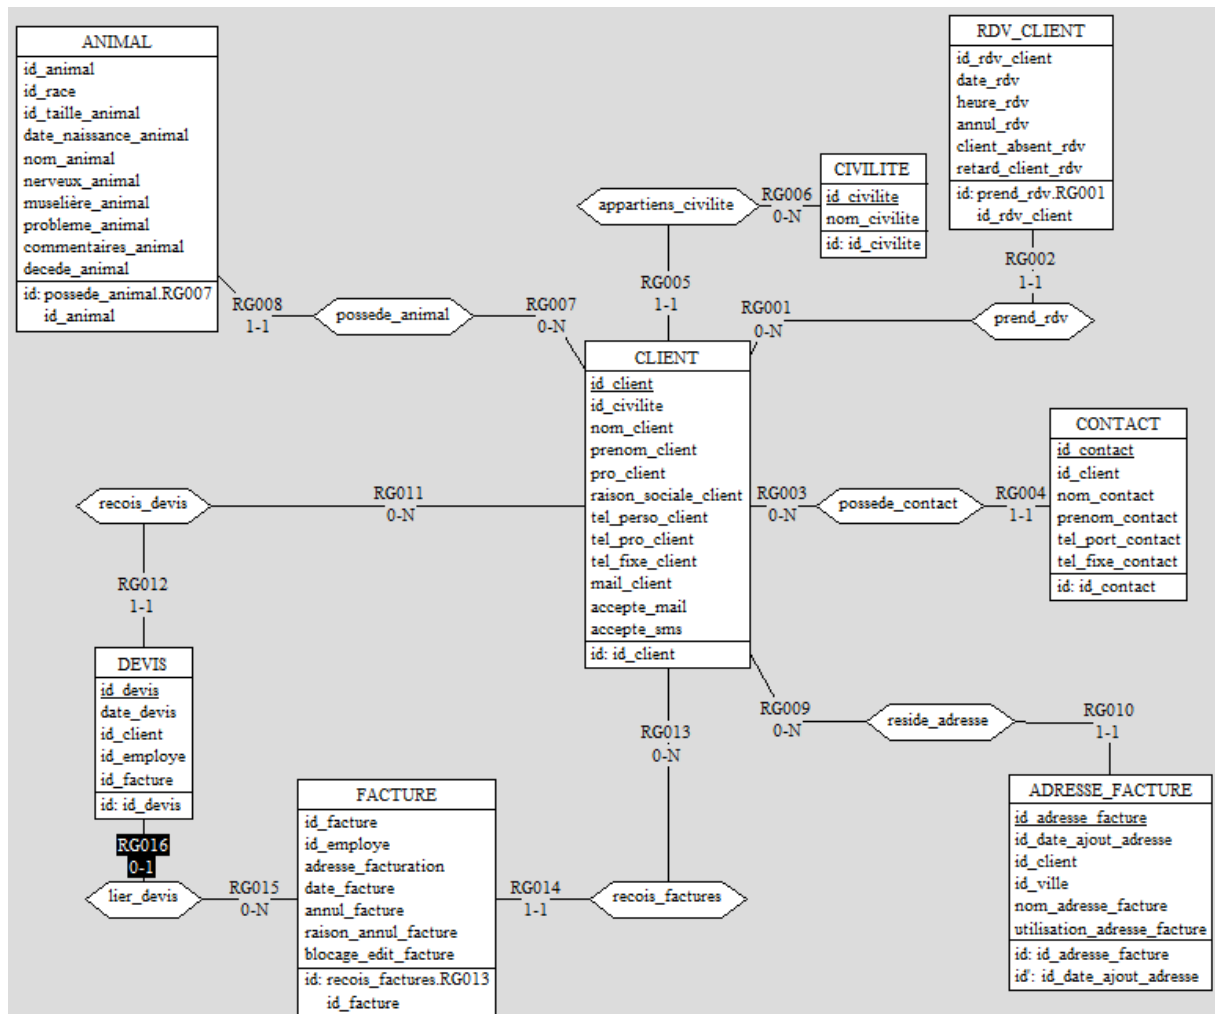 ANIMAL
id_animal
id_race
id_taille_animal
date_naissance_animal
nom_animal
nerveux_animal
muselière_animal
probleme_animal
commentaires_animal
decede_animal
id: possede_animal.RG007
id_animal
RDV_CLIENT
id_rdv_client
date_rdv
heure_rdv
annul_rdv
client_absent_rdv
retard_client_rdv
id: prend_rdv.RG001
id_rdv_client
CIVILITE
id_civilite
nom_civilite
id: id_civilite
appartiens_civilite
RG006
0-N
RG005
1-1
RG002
1-1
prend_rdv
RG001
0-N
RG008
1-1
possede_animal
RG007
0-N
CLIENT
id_client
id_civilite
nom_client
prenom_client
pro_client
raison_sociale_client
tel_perso_client
tel_pro_client
tel_fixe_client
mail_client
accepte_mail
accepte_sms
id: id_client
CONTACT
id_contact
id_client
nom_contact
prenom_contact
tel_port_contact
tel_fixe_contact
id: id_contact
RG003
0-N
possede_contact
RG004
1-1
recois_devis
RG011
0-N
RG012
1-1
DEVIS
id_devis
date_devis
id_client
id_employe
id_facture
id: id_devis
RG016
0-1
lier_devis
RG015
0-N
FACTURE
id_facture
id_employe
adresse_facturation
date_facture
annul_facture
raison_annul_facture
blocage_edit_facture
id: recois_factures.RG013
id_facture
RG014
1-1
recois_factures
RG013
0-N
RG009
0-N
reside_adresse
RG010
1-1
ADRESSE_FACTURE
id_adresse_facture
id_date_ajout_adresse
id_client
id_ville
nom_adresse_facture
utilisation_adresse_facture
id: id_adresse_facture
id': id_date_ajout_adresse